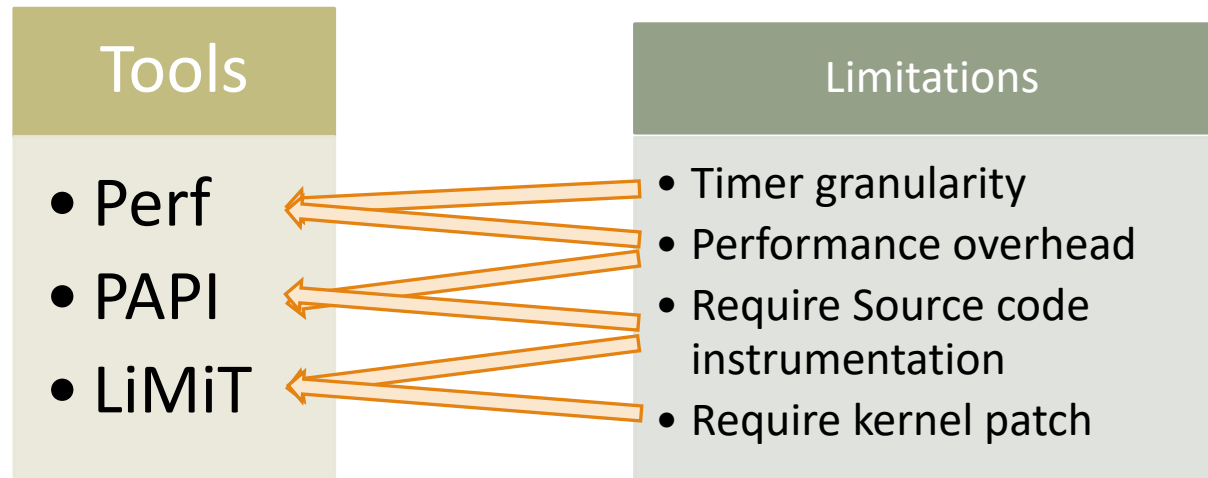 Tools
• Perf
• PAPI
• LiMiT
Limitations
• Timer granularity
• Performance overhead
• Require Source code
instrumentation
• Require kernel patch